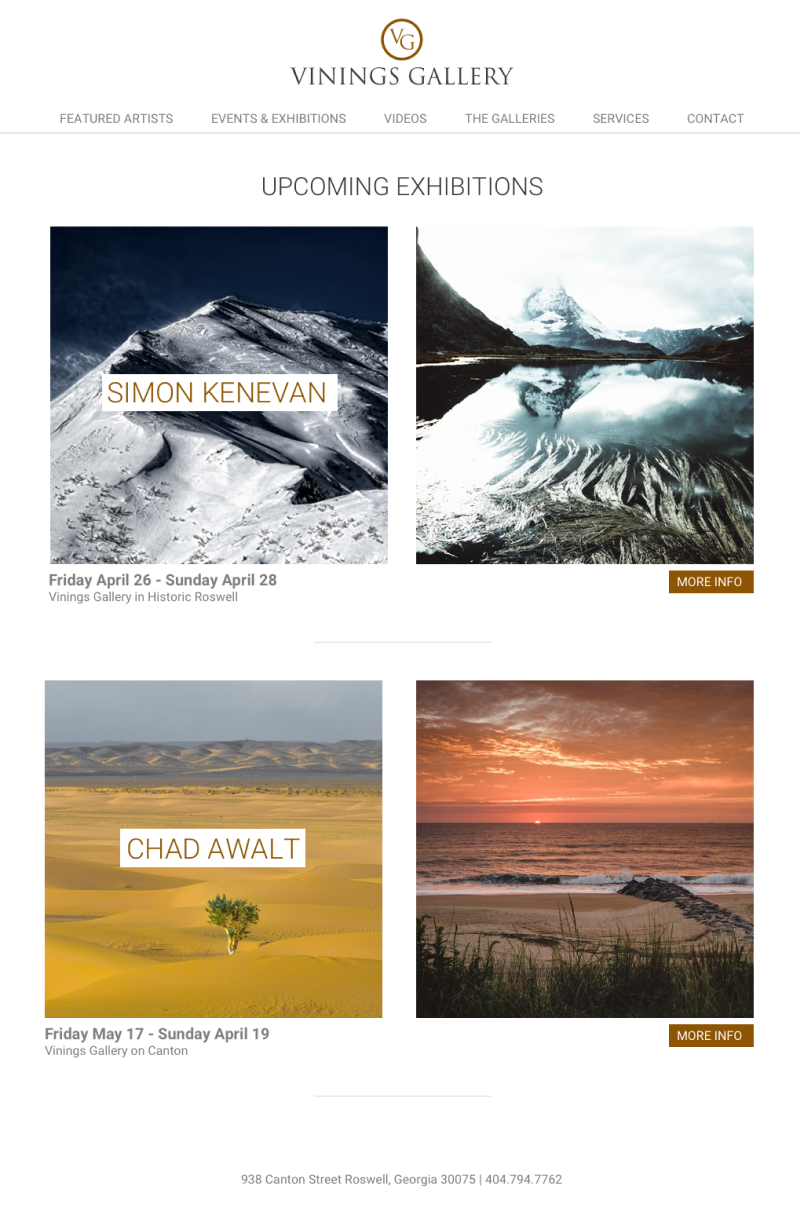 VG
VININGS GALLERY
FEATURED ARTISTS EVENTS & EXHIBITIONS VIDEOS THE GALLERIES SERVICES CONTACT
UPCOMING EXHIBITIONS
SIMON KENEVAN
Friday April 26 - Sunday April 28
Vinings Gallery in Historic Roswell
MORE INFO
CHAD AWALT
Friday May 17 - Sunday April 19
Vinings Gallery on Canton
MORE INFO
938 Canton Street Roswell, Georgia 30075 | 404.794.7762